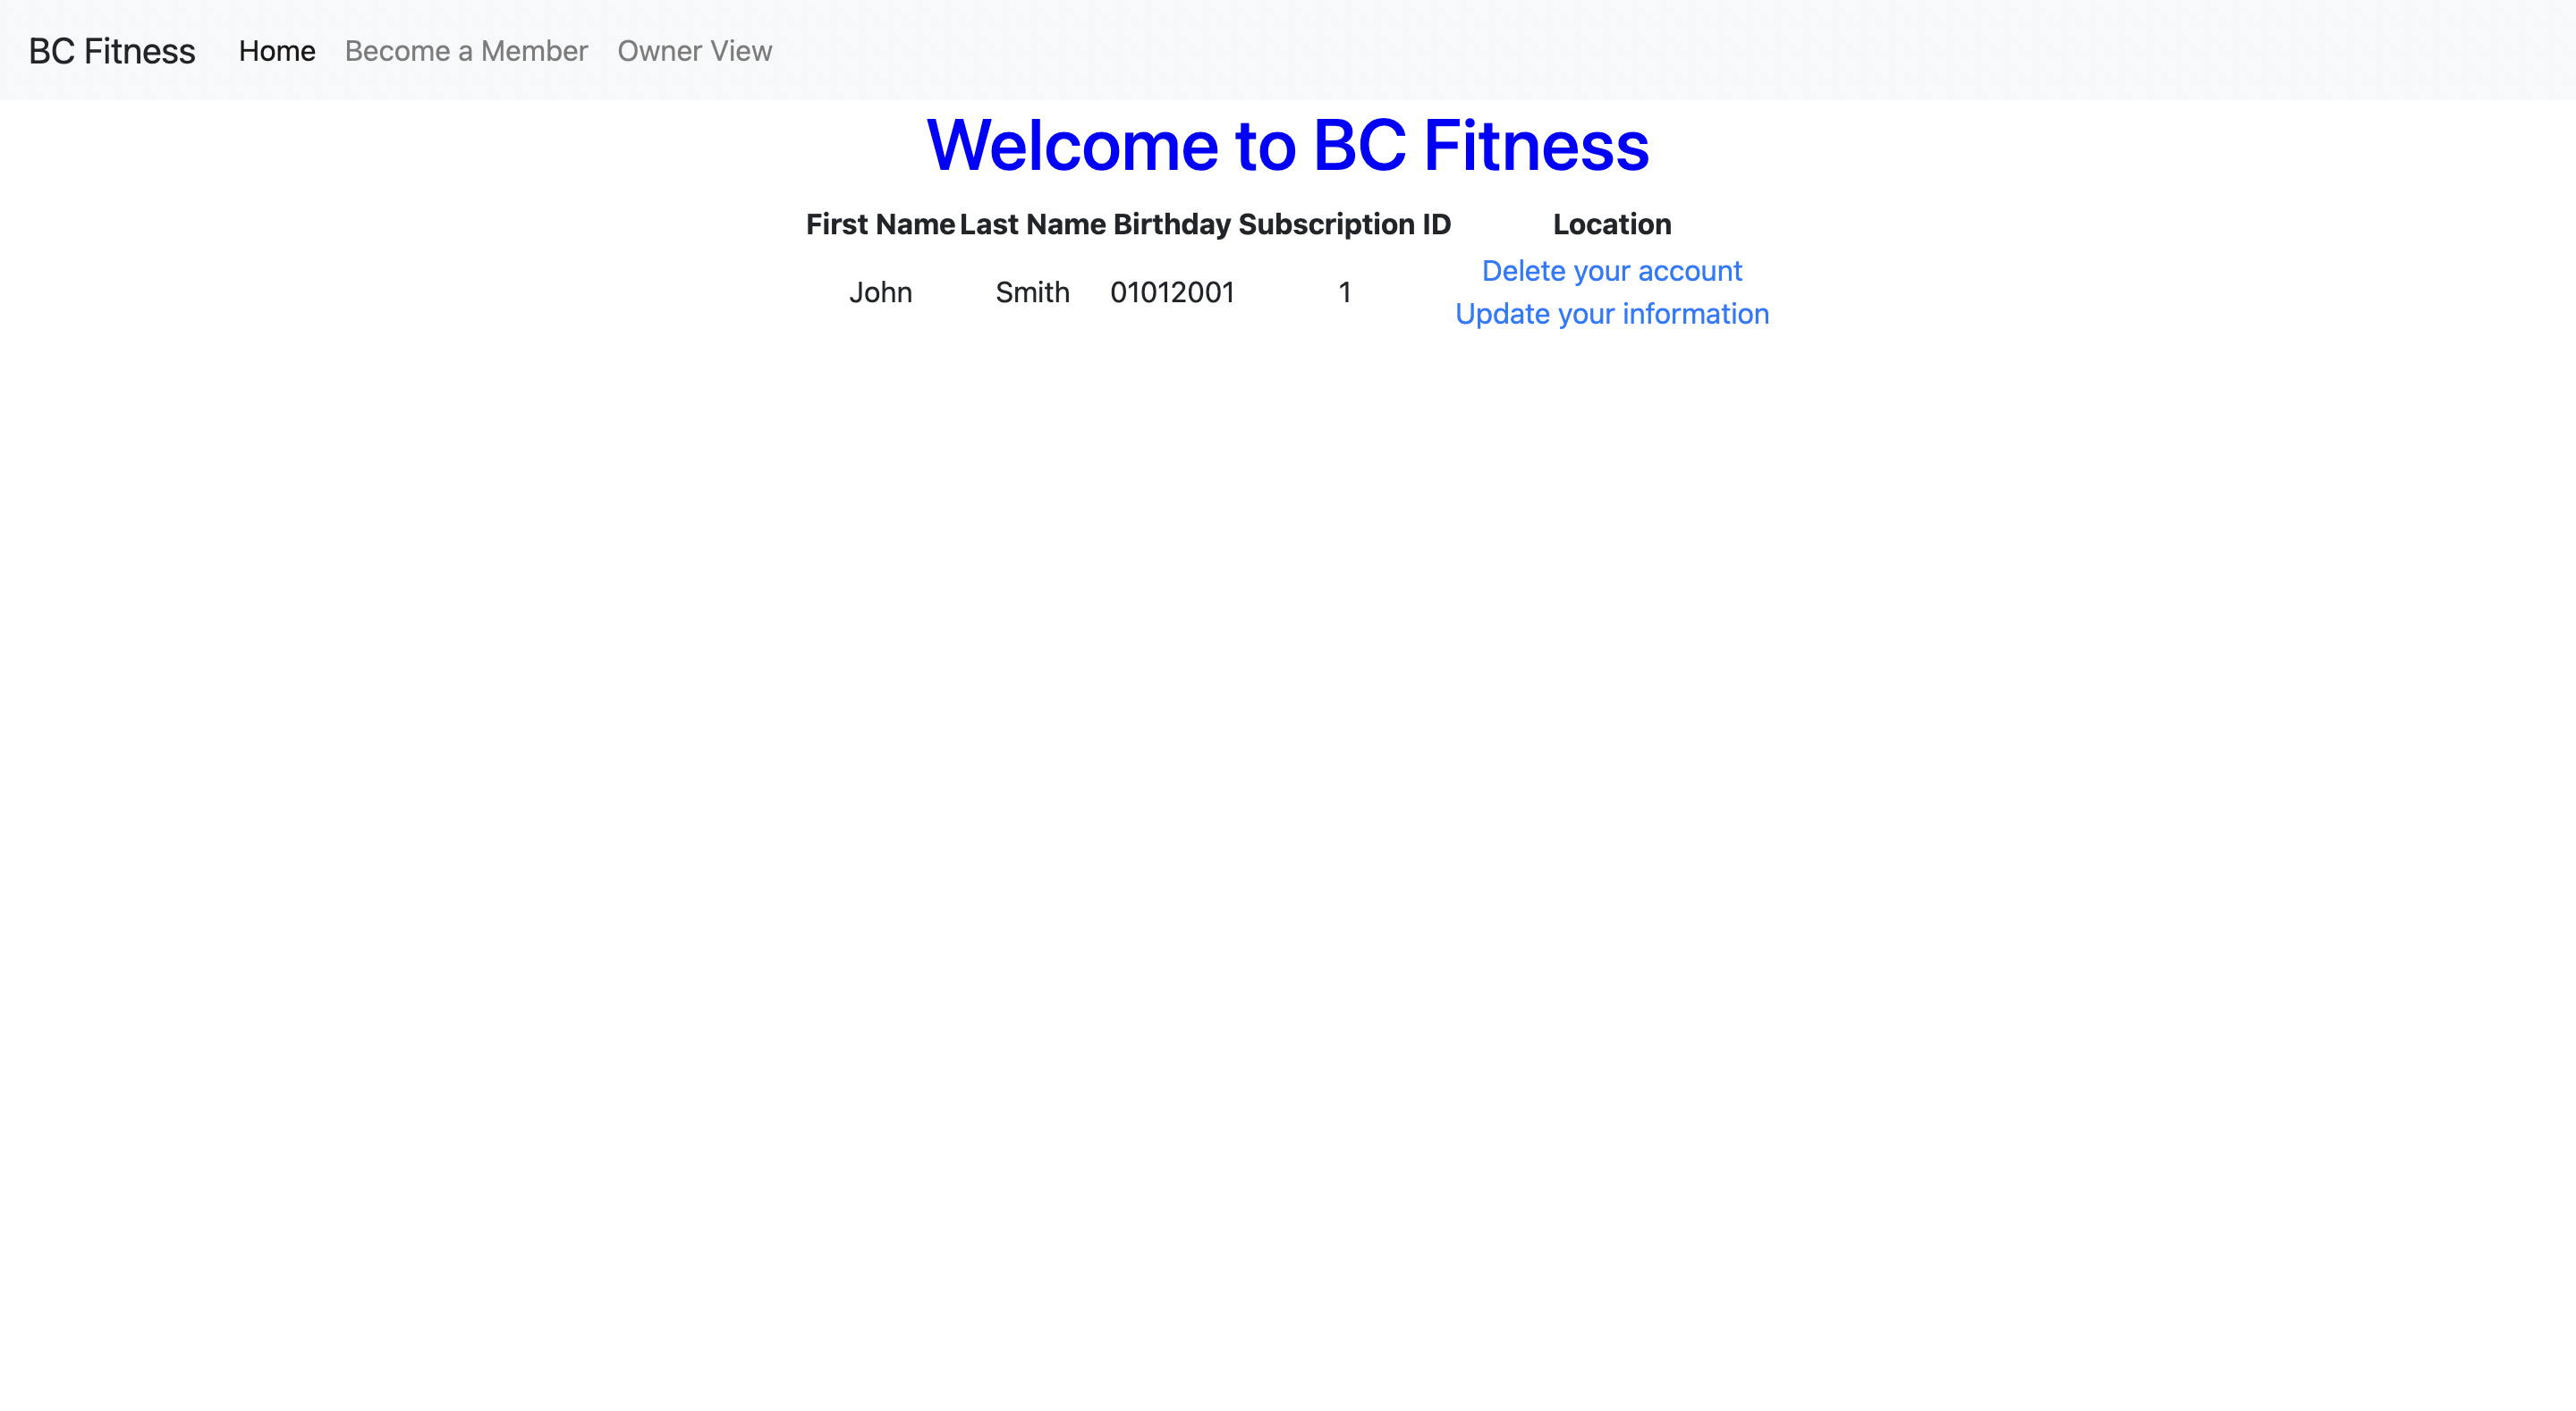 BC Fitness Home Become a Member Owner View
Welcome to BC Fitness
First Name Last Name Birthday Subscription ID Location
Delete your account
John Smith 01012001 1
Update your information